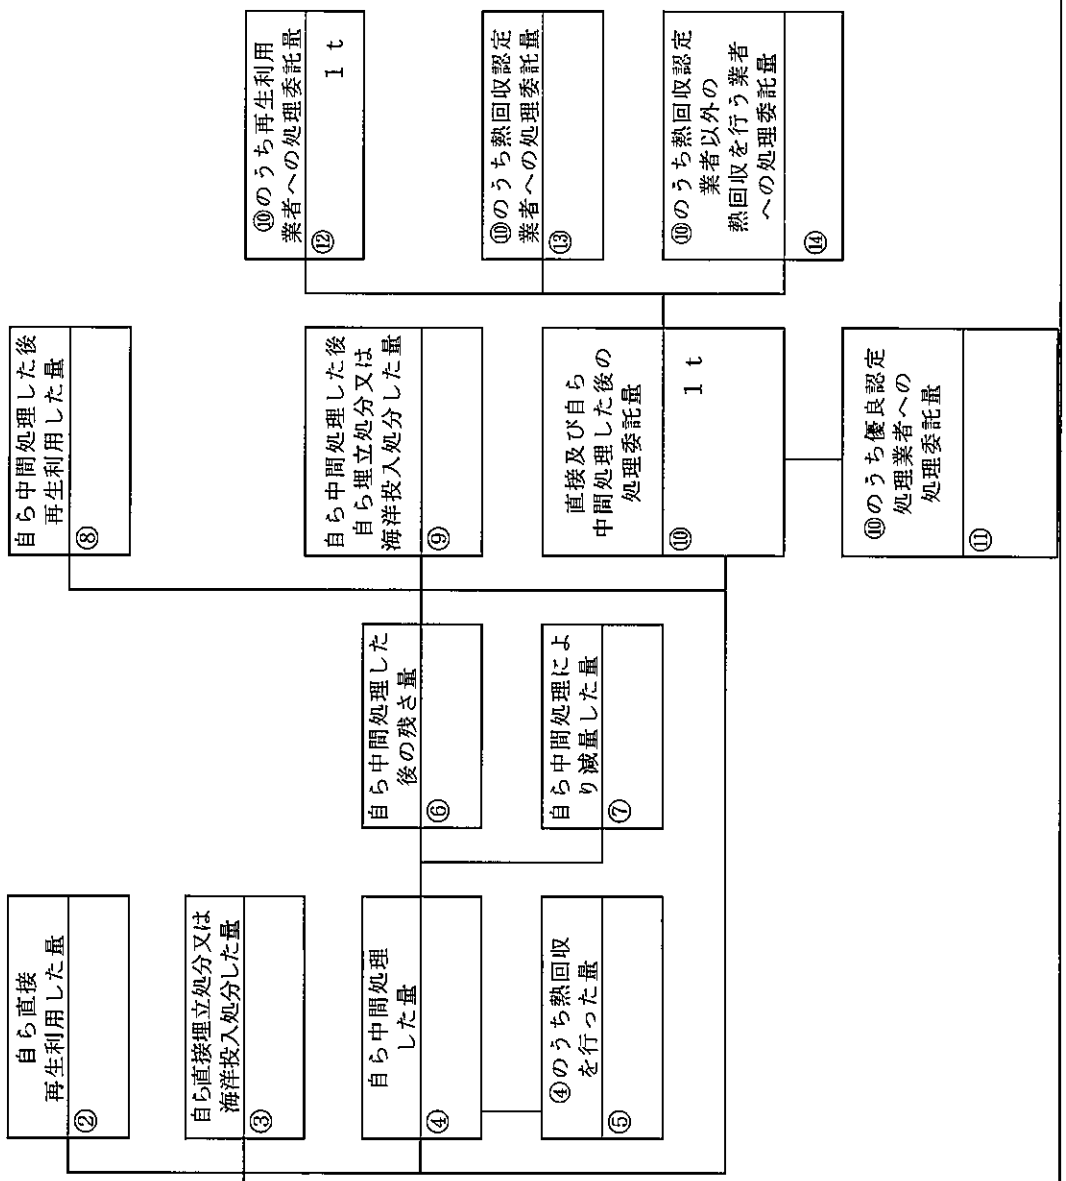 自ら直接
再生利用した量
②
自ら直接埋立処分又は
海洋投入処分した量
③
自ら中間処理
した量
④
④のうち熱回収
を行った量
⑤
自ら中間処理した
後の残さ量
⑥
自ら中間処理によ
り減量した量
⑦
自ら中間処理した後
再生利用した量
⑧
自ら中間処理した後
自ら埋立処分又は
海洋投入処分した量
⑨
直接及び自ら
中間処理した後の
処理委託量
⑩
1 t
⑩のうち優良認定
処理業者への
処理委託量
⑪
⑩のうち再生利用
業者への処理委託量
⑫
1 t
⑩のうち熱回収認定
業者への処理委託量
⑬
⑩のうち熱回収認定
業者以外の
熱回収を行う業者
への処理委託量
⑭